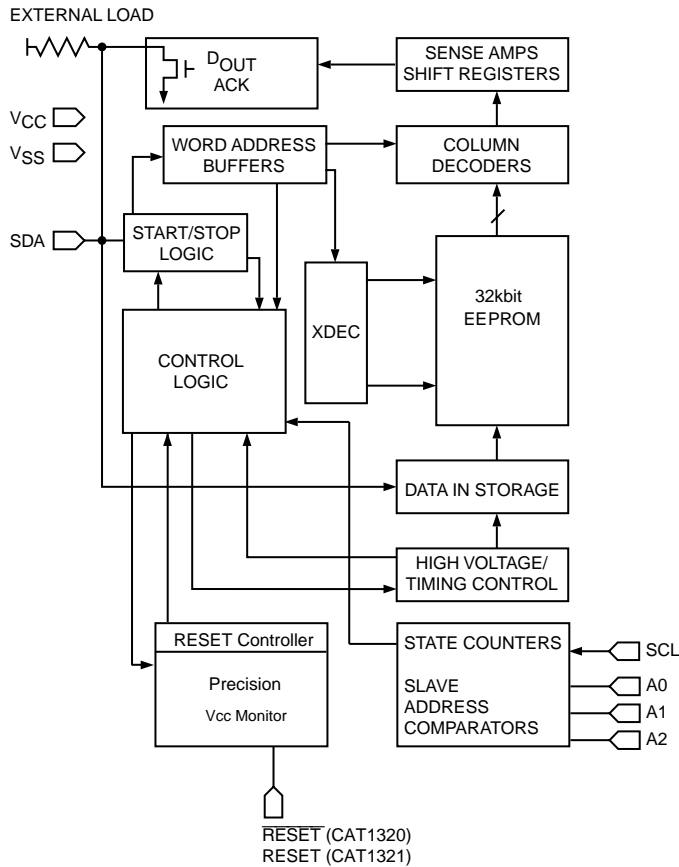 EXTERNAL LOAD
DOUT
ACK
SENSE AMPS
SHIFT REGISTERS
VCC
VSS
WORD ADDRESS
BUFFERS
COLUMN
DECODERS
SDA
START/STOP
LOGIC
32kbit
EEPROM
XDEC
CONTROL
LOGIC
DATA IN STORAGE
HIGH VOLTAGE/
TIMING CONTROL
RESET Controller
Precision
Vcc Monitor
STATE COUNTERS
SLAVE
ADDRESS
COMPARATORS
SCL
A0
A1
A2
RESET (CAT1320)
RESET (CAT1321)